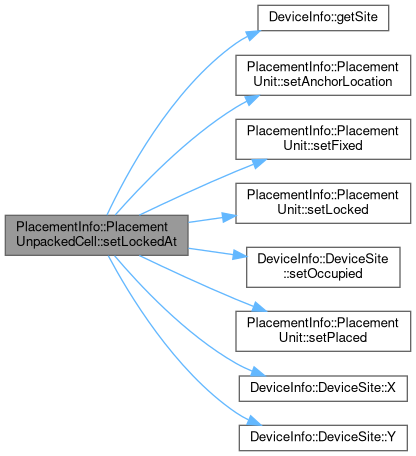 DeviceInfo::getSite
PlacementInfo::Placement
Unit::setAnchorLocation
PlacementInfo::Placement
Unit::setFixed
PlacementInfo::Placement
Unit::setLocked
PlacementInfo::Placement
UnpackedCell::setLockedAt
DeviceInfo::DeviceSite
::setOccupied
PlacementInfo::Placement
Unit::setPlaced
DeviceInfo::DeviceSite::X
DeviceInfo::DeviceSite::Y